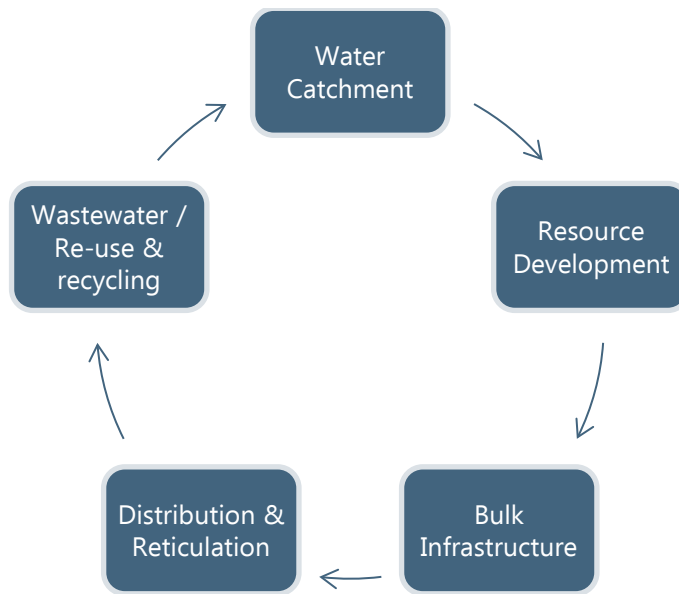 Water
Catchment
Resource
Development
Bulk
Infrastructure
Distribution &
Reticulation
Wastewater /
Re-use &
recycling